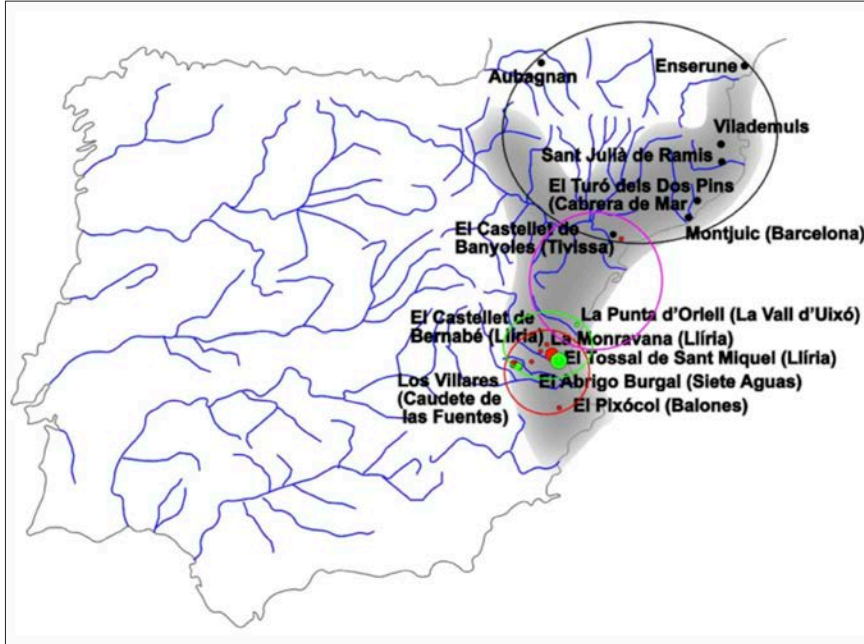 Aubagnan
Enserune
Vilademuls
Sant Julià de Ramis
El Turó dels Dos Pins
(Cabrera de Mar
Montjuic (Barcelona)
El Castellet de
Banyoles (Tivissa)
La Punta d'Orlell (La Vall d'Uixó)
El Castellet de
Bernabé (Llíria)
La Monravana (Llíria)
El Tossal de Sant Miquel (Llíria)
Los Villares
(Caudete de
las Fuentes)
El Abrigo Burgal (Siete Aguas)
El Pixócol (Balones)